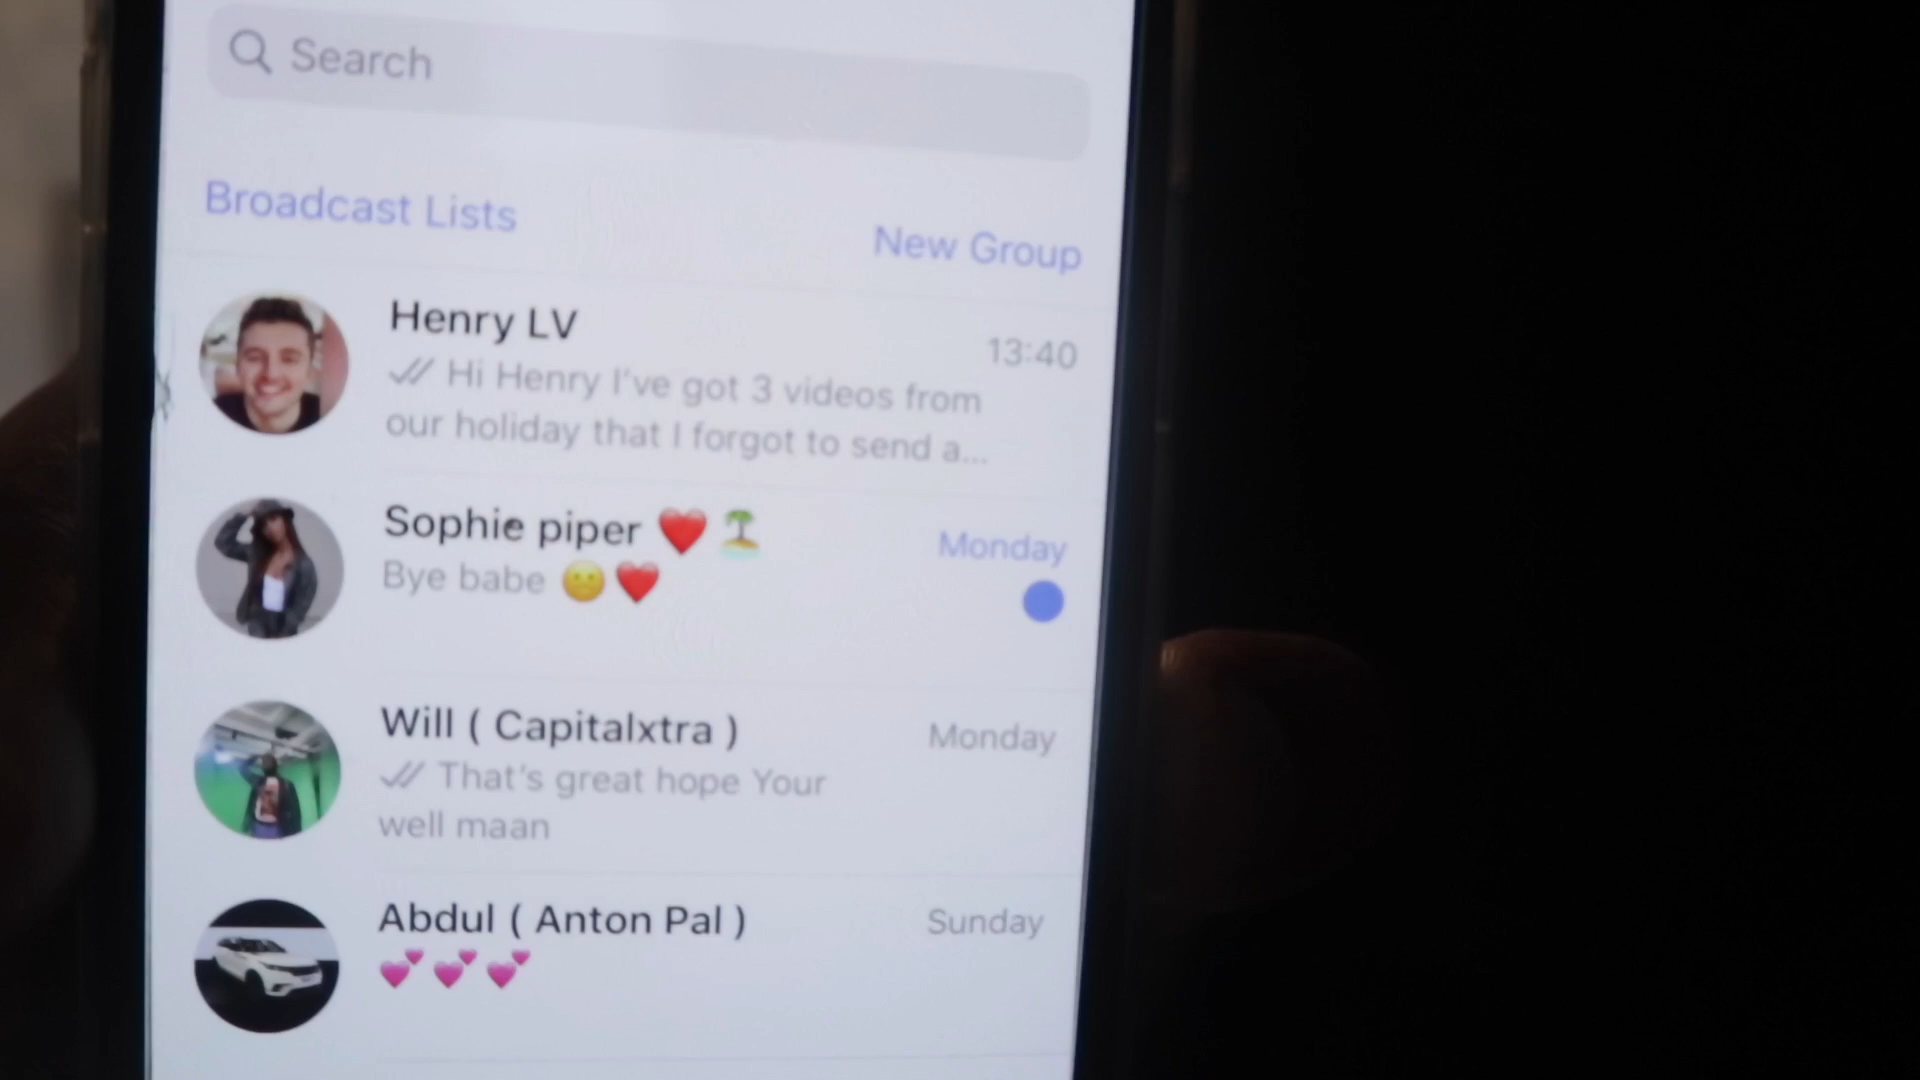 Search
Broadcast Lists
New Group
Henry LV
13:40
Hi Henry I've got 3 videos from
our holiday that I forgot to send a...
Sophie piper ❤️ 🏝️
Monday
Bye babe 😐 ❤️
Will ( Capitalxtra )
Monday
That's great hope Your
well maan
Abdul ( Anton Pal )
Sunday
💕 💕 💕